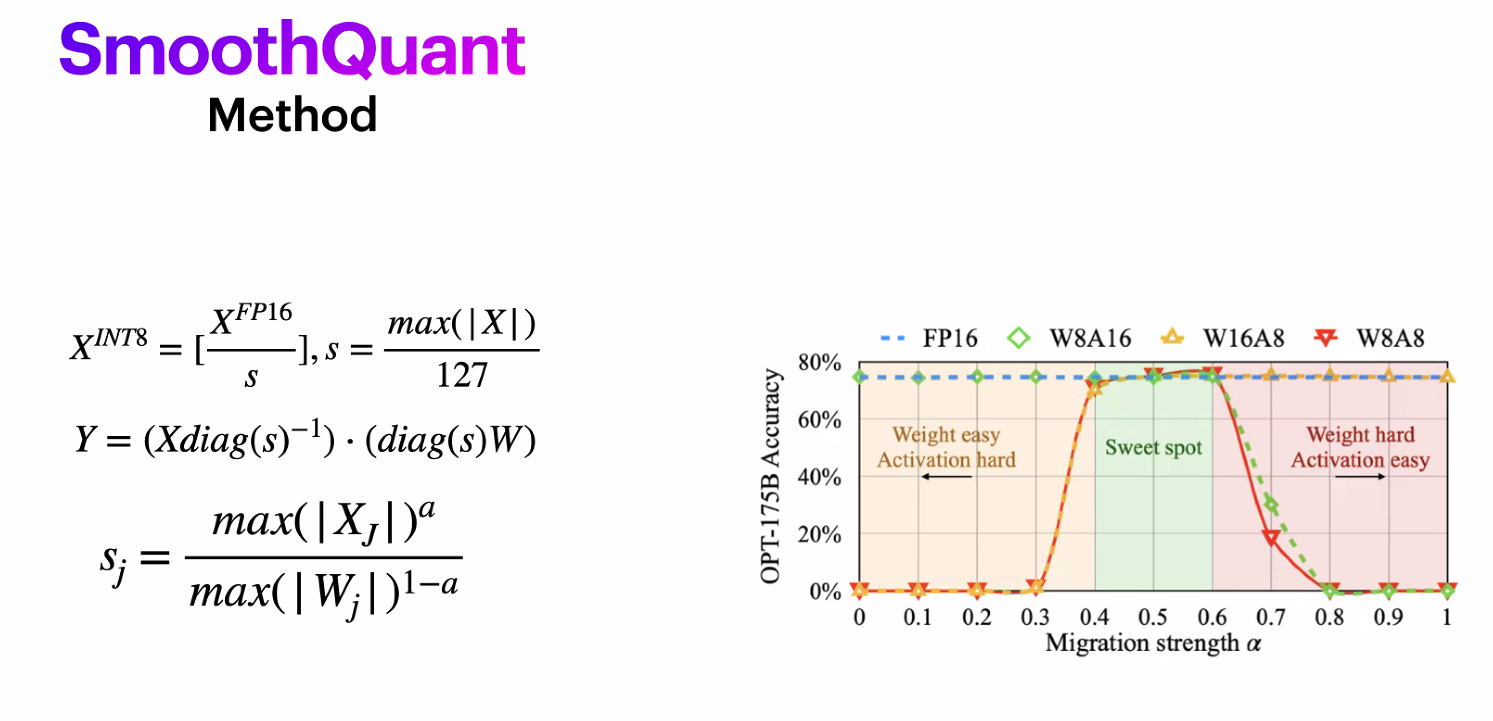 SmoothQuant
Method
X^{INT8} = [\frac{X^{FP16}}{s}], s = \frac{max(|X|)}{127}
Y = (Xdiag(s)^{-1}) · (diag(s)W)
s_j = \frac{max(|X_J|)^a}{max(|W_j|)^{1-a}}
FP16 W8A16 W16A8 W8A8
OPT-175B Accuracy
80%
60%
40%
20%
0%
Weight easy
Activation hard
Sweet spot
Weight hard
Activation easy
0 0.1 0.2 0.3 0.4 0.5 0.6 0.7 0.8 0.9 1
Migration strength α